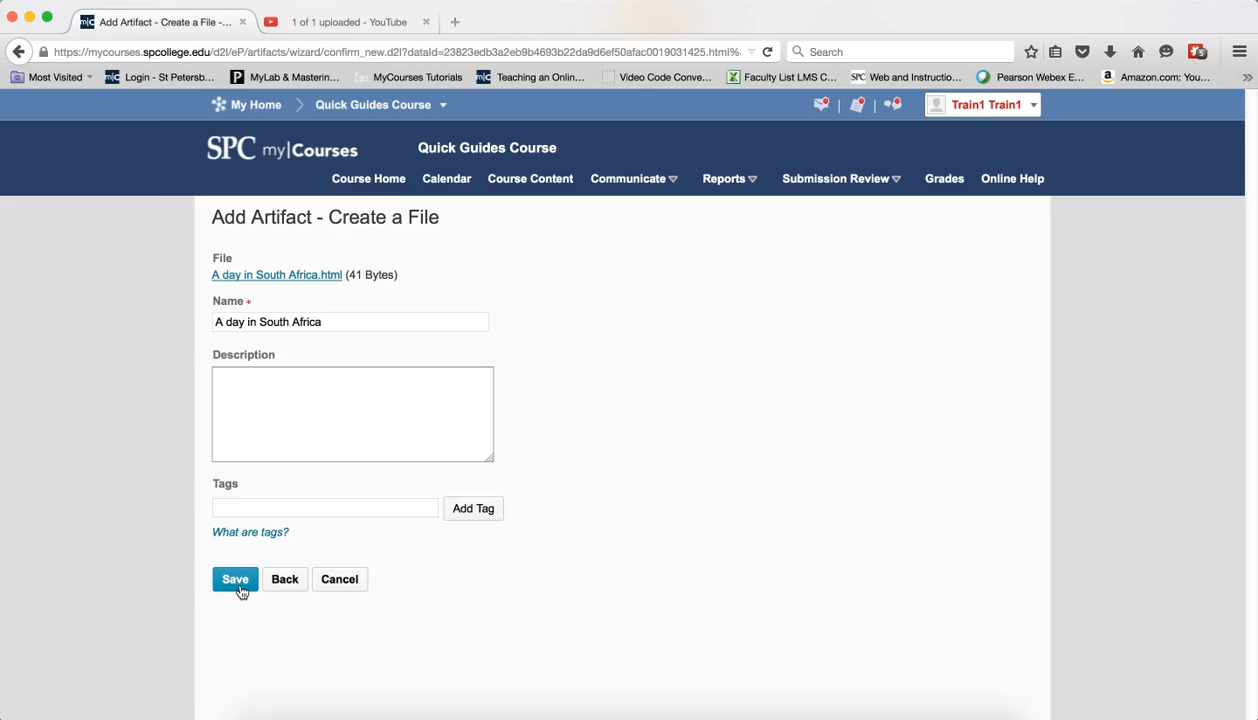 Add Artifact - Create a File -...
1 of 1 uploaded - YouTube
https://mycourses.spcollege.edu/d2l/eP/artifacts/wizard/confirm_new.d2l?dataId=23823edb3a2eb9b4693b22da9d6ef50afac0019031425.html%:
Search
5
Most Visited
m|c Login - St Petersb...
P MyLab & Mastering...
MyCourses Tutorials
m|c Teaching an Onlin...
Video Code Conve...
Faculty List LMS C...
SPC Web and Instructio...
Pearson Webex E...
a Amazon.com: You...
My Home
Quick Guides Course
Train1 Train1
SPC my|Courses
Quick Guides Course
Course Home
Calendar
Course Content
Communicate
Reports
Submission Review
Grades
Online Help
Add Artifact - Create a File
File
A day in South Africa.html (41 Bytes)
Name *
A day in South Africa
Description
Tags
Add Tag
What are tags?
Save
Back
Cancel